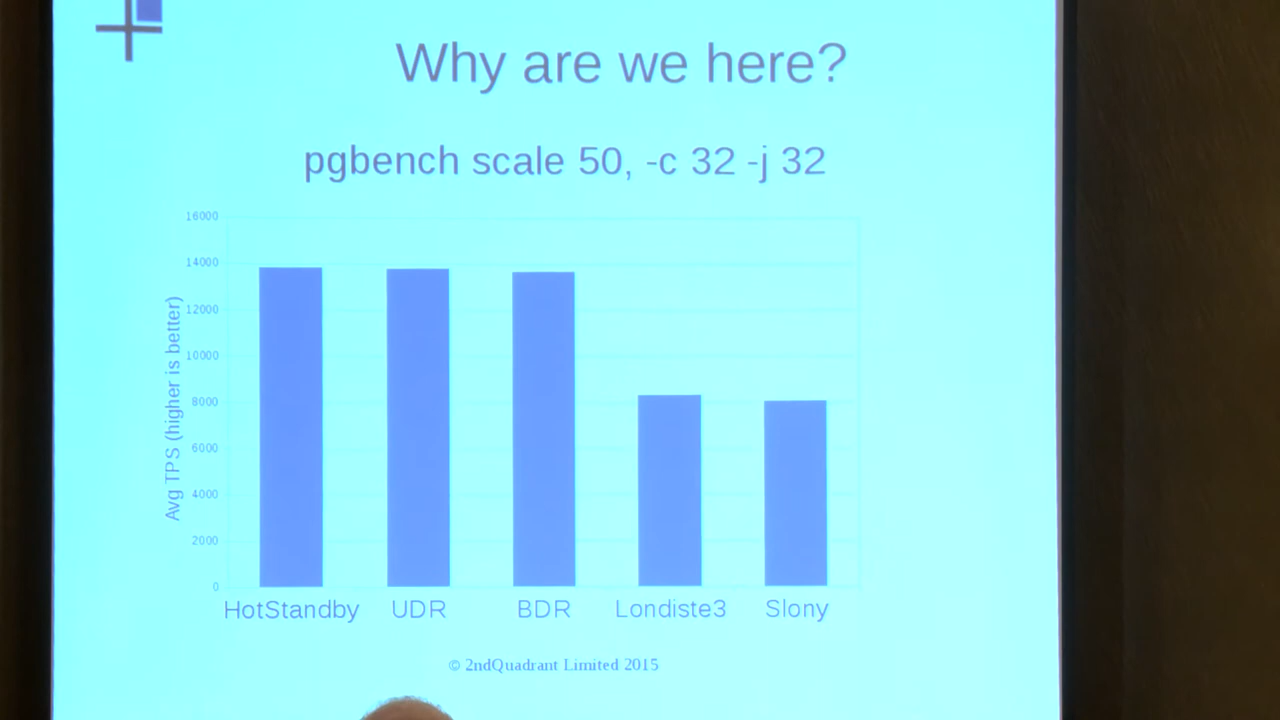 Why are we here?
pgbench scale 50, -c 32 -j 32
16000
14000
12000
10000
8000
6000
4000
2000
0
Avg TPS (higher is better)
HotStandby UDR BDR Londiste3 Slony
© 2ndQuadrant Limited 2015